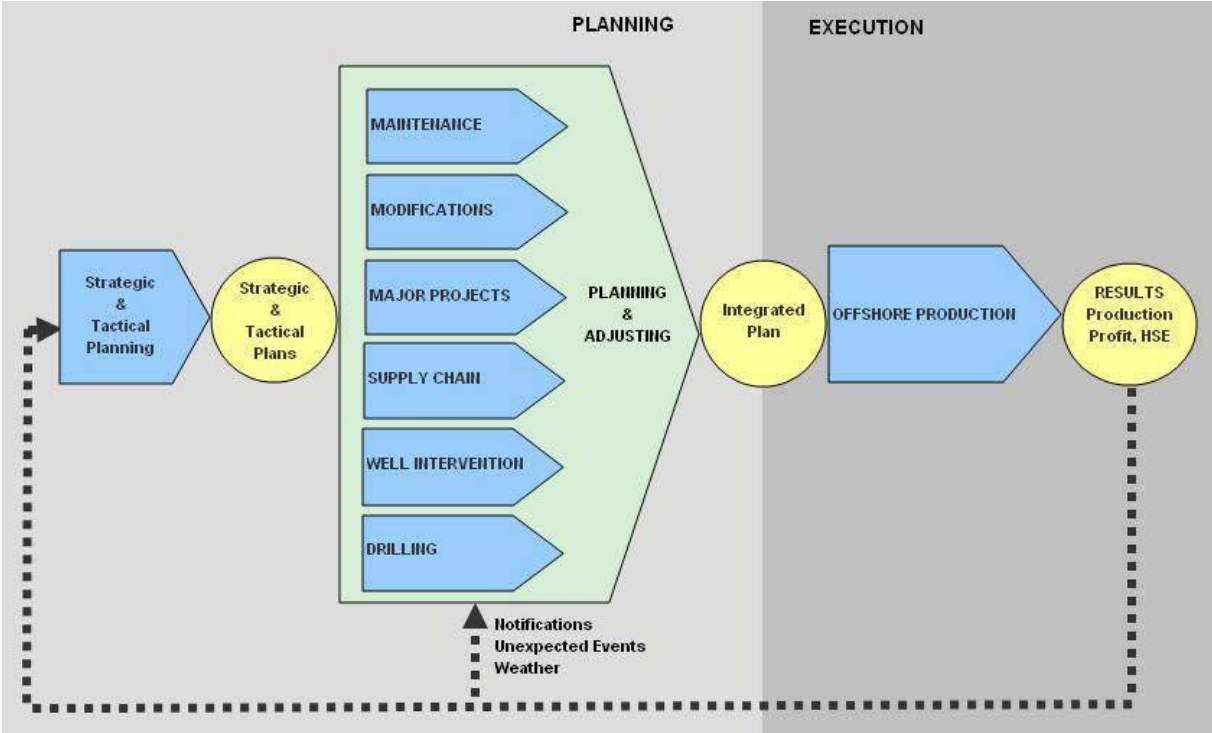 PLANNING
EXECUTION
MAINTENANCE
MODIFICATIONS
MAJOR PROJECTS
SUPPLY CHAIN
WELL INTERVENTION
DRILLING
Strategic
&
Tactical
Planning
Strategic
&
Tactical
Plans
PLANNING
&
ADJUSTING
Integrated
Plan
OFFSHORE PRODUCTION
RESULTS
Production
Profit, HSE
Notifications
Unexpected Events
Weather